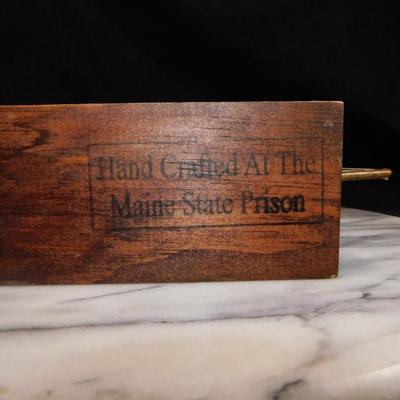 Hand Crafted At The
Maine State Prison